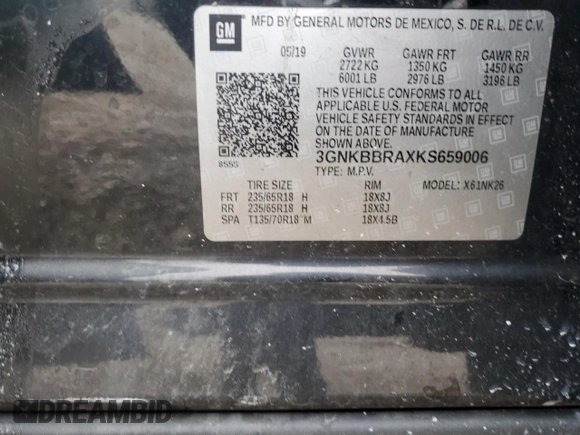 GM
MFD BY GENERAL MOTORS DE MEXICO, S. DE R.L. DE C.V.
05/19 GVWR GAWR FRT GAWR RR
2722 KG 1350 KG 1450 KG
6001 LB 2976 LB 3196 LB
THIS VEHICLE CONFORMS TO ALL
APPLICABLE U.S. FEDERAL MOTOR
VEHICLE SAFETY STANDARDS IN EFFECT
ON THE DATE OF MANUFACTURE
SHOWN ABOVE.
8555
3GNKBBRAXKS659006
TYPE: M.P.V. MODEL: X61NK26
TIRE SIZE RIM
FRT 235/65R18 H 18X8J
RR 235/65R18 H 18X8J
SPA T135/70R18 M 18X4.5B
DREAMBID